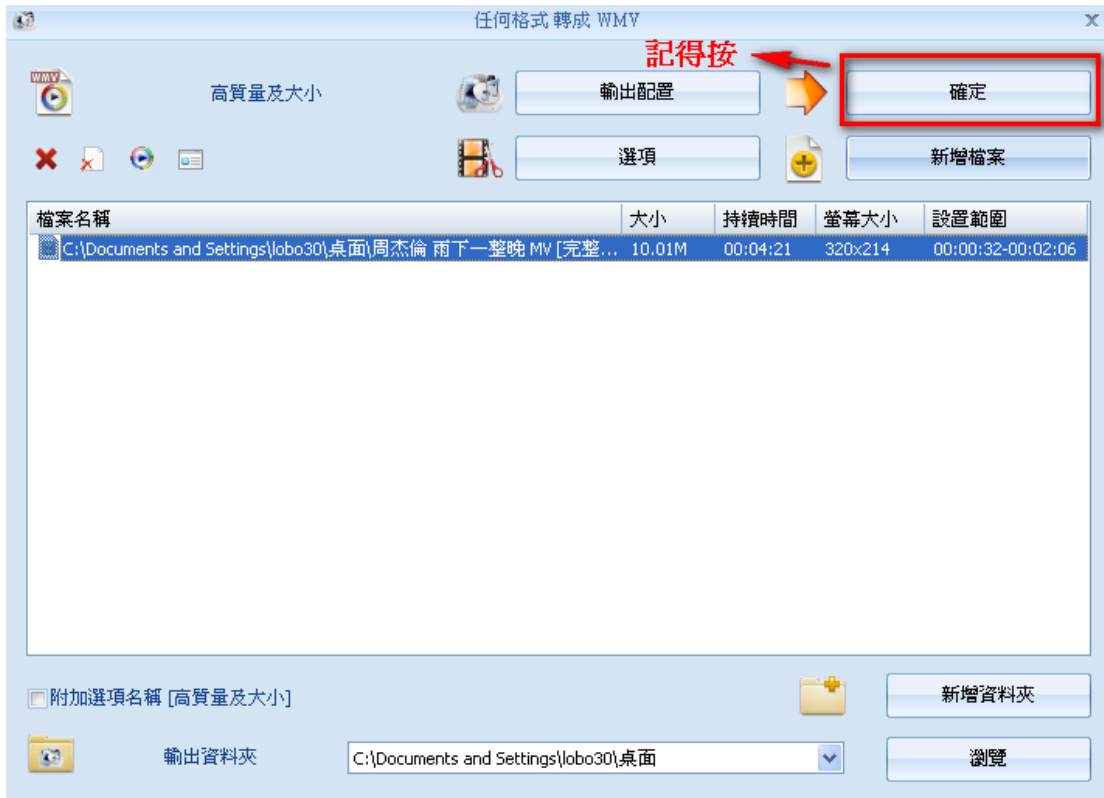 任何格式 轉成 WMV
記得按
WMV
高質量及大小
輸出配置
確定
選項
新增檔案
檔案名稱 大小 持續時間 螢幕大小 設置範圍
C:\Documents and Settings\lobo30\桌面\周杰倫 雨下一整晚 MV [完整... 10.01M 00:04:21 320x214 00:00:32-00:02:06
附加選項名稱 [高質量及大小]
新增資料夾
輸出資料夾
C:\Documents and Settings\lobo30\桌面
瀏覽